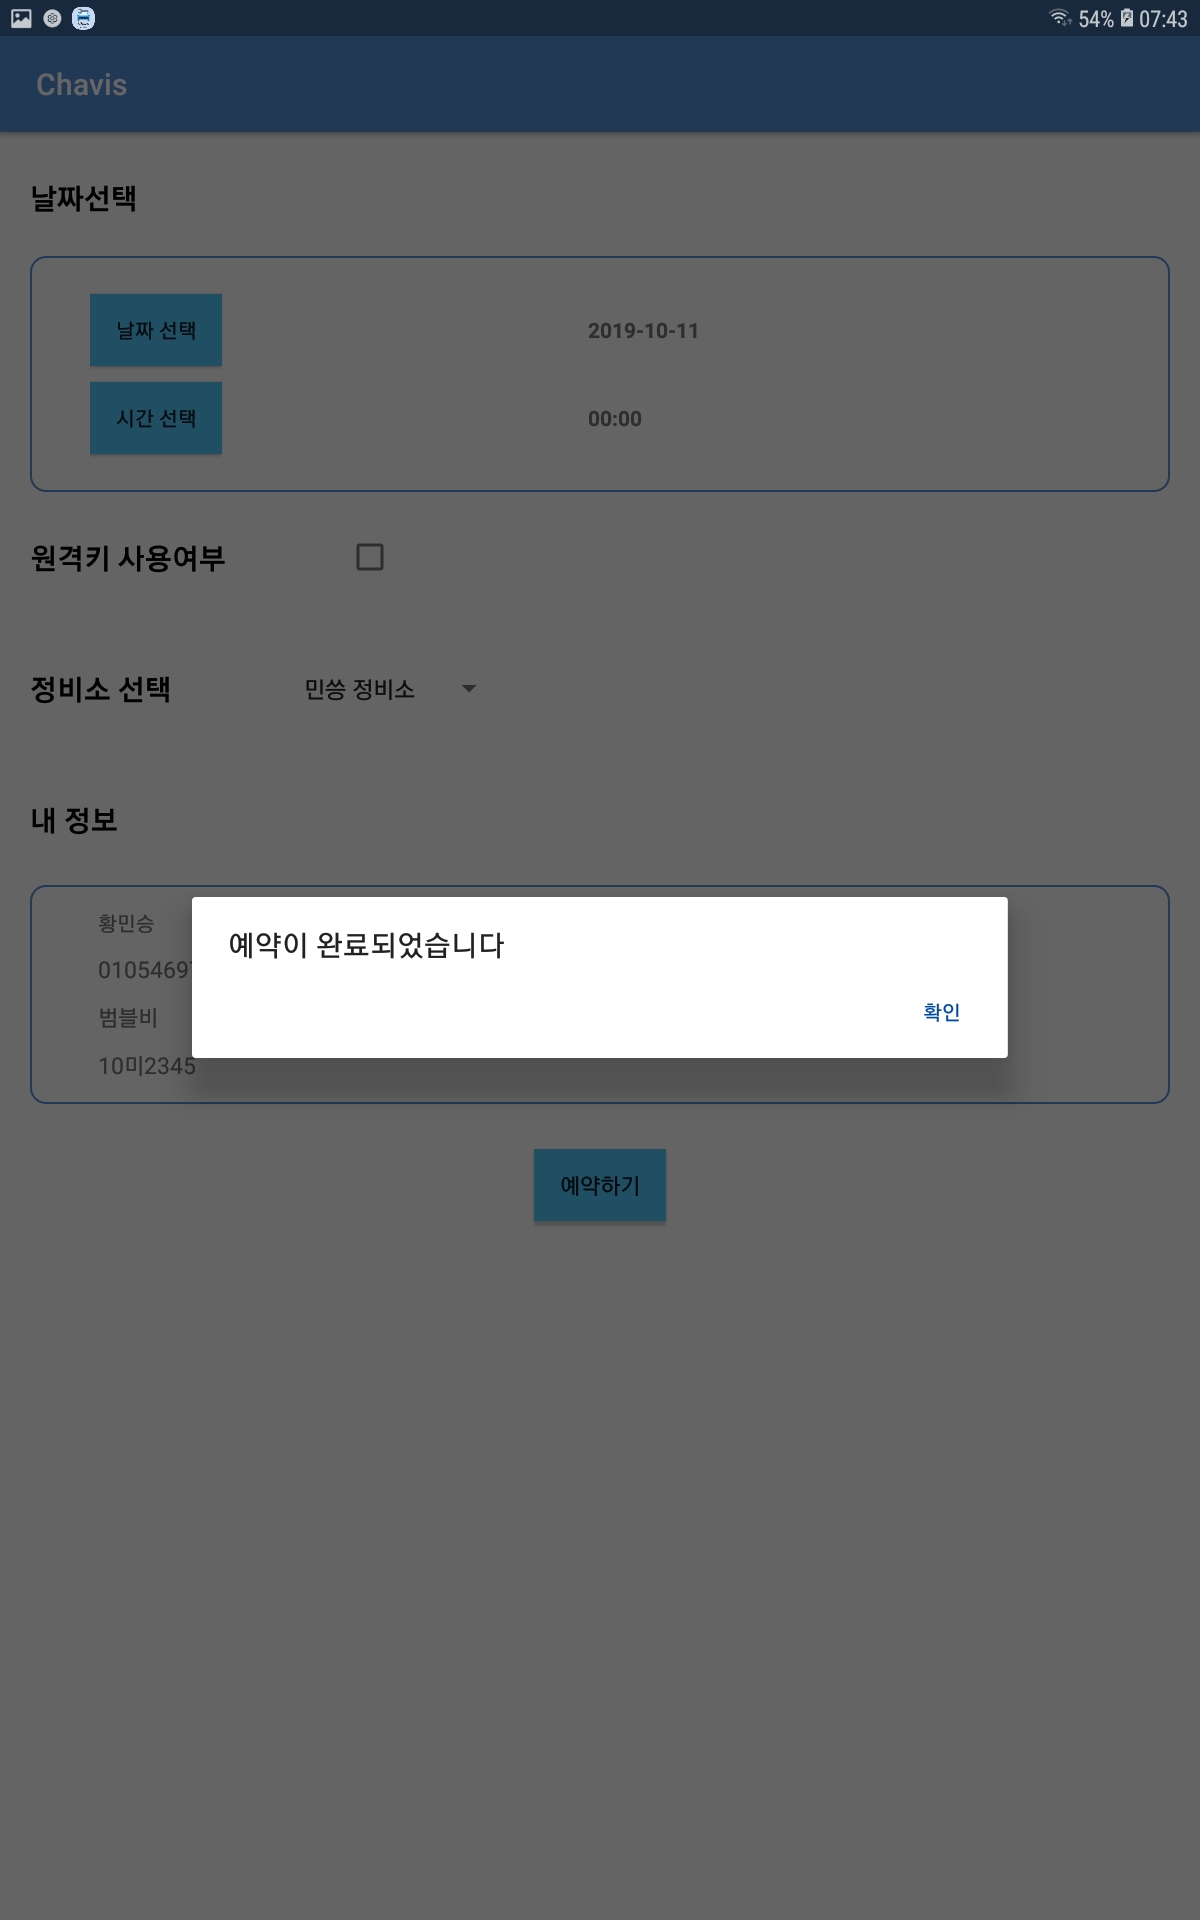 54% 07:43
Chavis
날짜선택
날짜 선택 2019-10-11
시간 선택 00:00
원격키 사용여부
정비소 선택 민씅 정비소
내 정보
황민승
0105469
범블비
10미2345
예약이 완료되었습니다
확인
예약하기